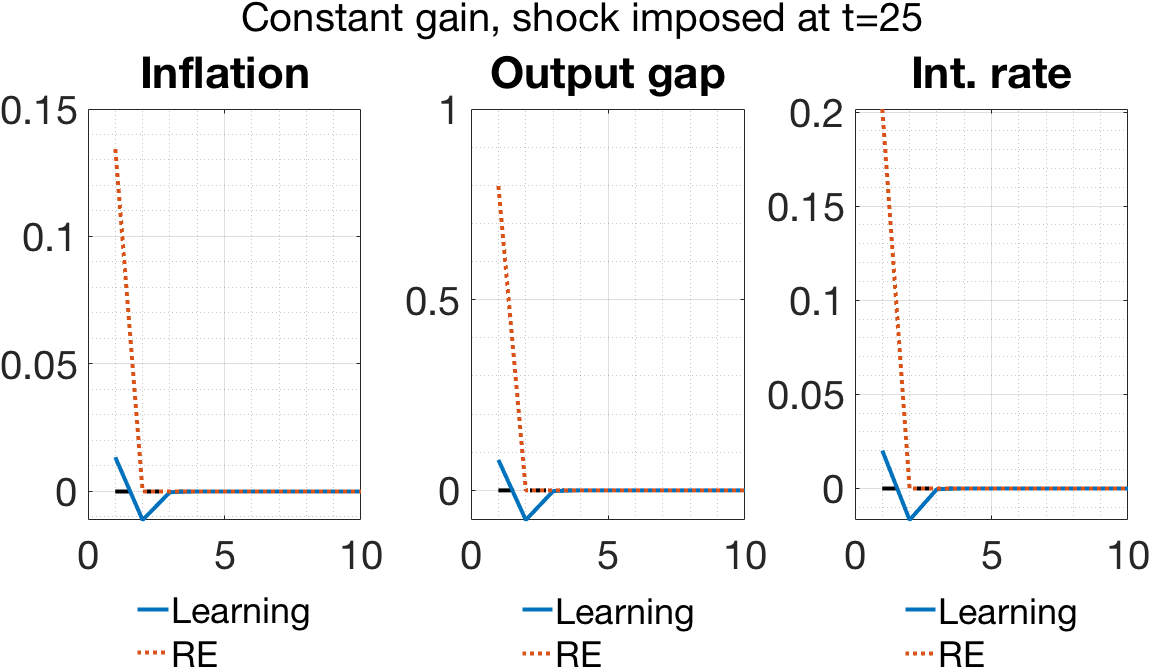 Constant gain, shock imposed at t=25
Inflation
0.15
0.1
0.05
0
0 5 10
Learning
RE
Output gap
1
0.5
0
0 5 10
Learning
RE
Int. rate
0.2
0.15
0.1
0.05
0
0 5 10
Learning
RE